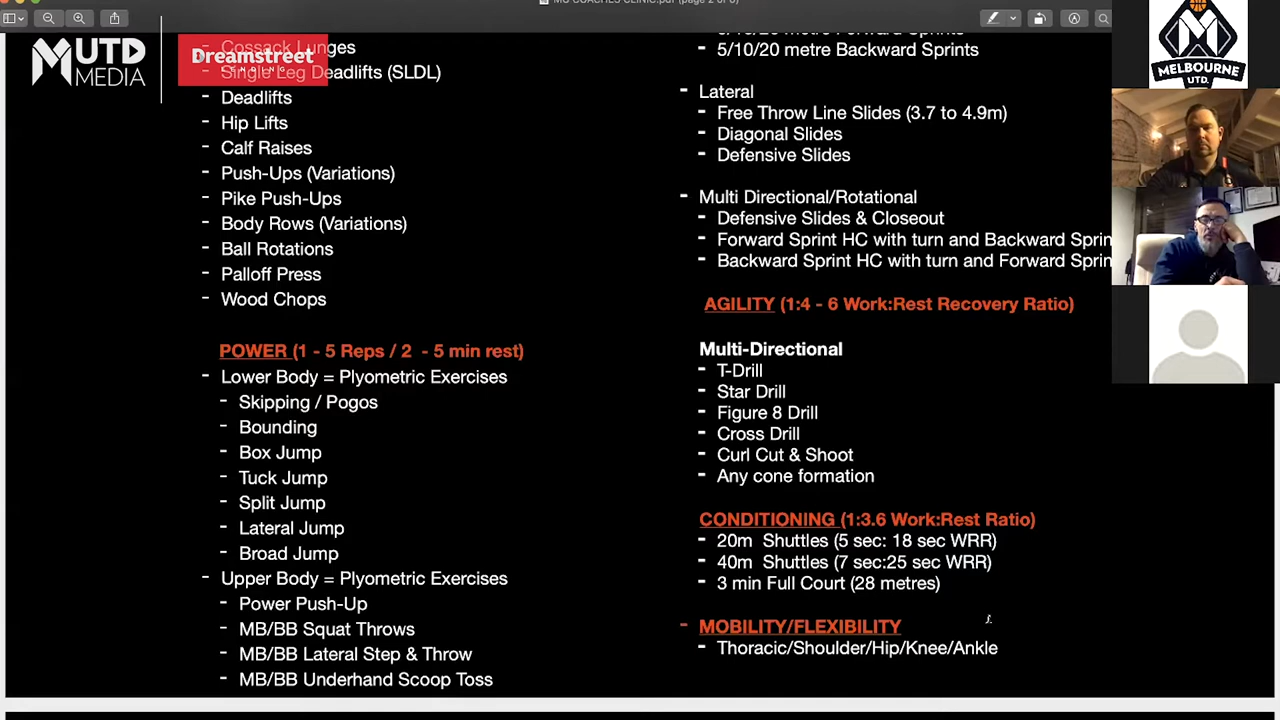 MUTD
MEDIA
Dreamstreet
LENDING
MELBOURNE
UTD.
- Cossack Lunges
- Single Leg Deadlifts (SLDL)
- Deadlifts
- Hip Lifts
- Calf Raises
- Push-Ups (Variations)
- Pike Push-Ups
- Body Rows (Variations)
- Ball Rotations
- Palloff Press
- Wood Chops
POWER (1 - 5 Reps / 2 - 5 min rest)
- Lower Body = Plyometric Exercises
- Skipping / Pogos
- Bounding
- Box Jump
- Tuck Jump
- Split Jump
- Lateral Jump
- Broad Jump
- Upper Body = Plyometric Exercises
- Power Push-Up
- MB/BB Squat Throws
- MB/BB Lateral Step & Throw
- MB/BB Underhand Scoop Toss
- 5/10/20 metre Backward Sprints
- Lateral
- Free Throw Line Slides (3.7 to 4.9m)
- Diagonal Slides
- Defensive Slides
- Multi Directional/Rotational
- Defensive Slides & Closeout
- Forward Sprint HC with turn and Backward Sprin
- Backward Sprint HC with turn and Forward Sprin
AGILITY (1:4 - 6 Work:Rest Recovery Ratio)
Multi-Directional
- T-Drill
- Star Drill
- Figure 8 Drill
- Cross Drill
- Curl Cut & Shoot
- Any cone formation
CONDITIONING (1:3.6 Work:Rest Ratio)
- 20m Shuttles (5 sec: 18 sec WRR)
- 40m Shuttles (7 sec:25 sec WRR)
- 3 min Full Court (28 metres)
- MOBILITY/FLEXIBILITY
- Thoracic/Shoulder/Hip/Knee/Ankle